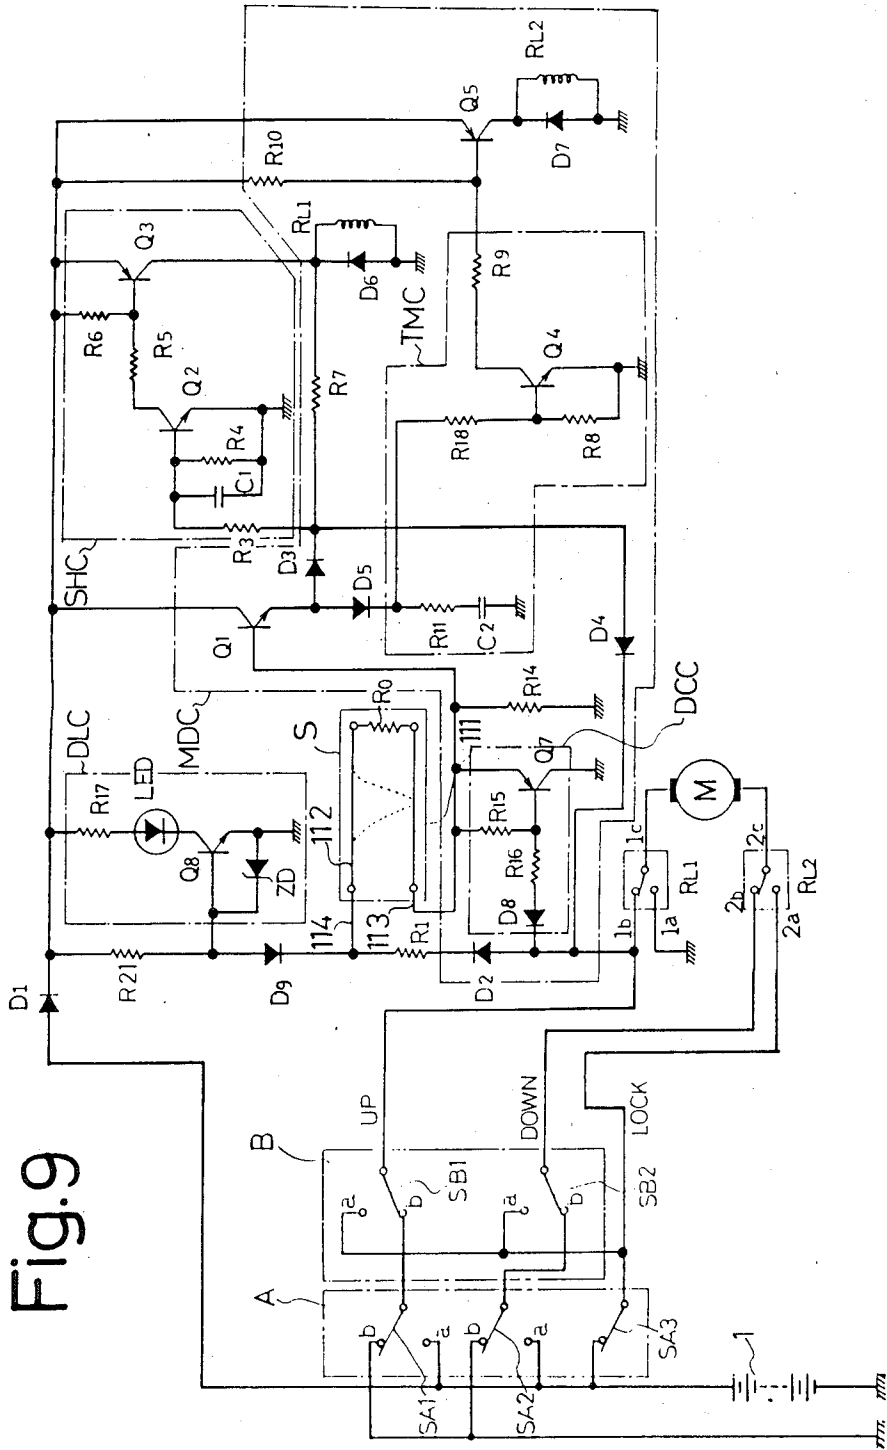 Fig.9
D1
R21
D9
D2
R1
114
113
112
S
R0
111
DLC
R17
LED
Q8
ZD
MDC
SHC
Q1
D3
D5
R11
C2
R3
C1
R4
Q2
R5
R6
Q3
R7
RL1
D6
TMC
R18
R8
Q4
R9
R10
Q5
RL2
D7
D4
R14
DCC
Q7
R15
R16
D8
UP
DOWN
LOCK
B
a
b
SB1
a
b
SB2
A
b
a
SA1
b
a
SA2
SA3
1
1b
1c
1a
RL1
M
2b
2c
2a
RL2